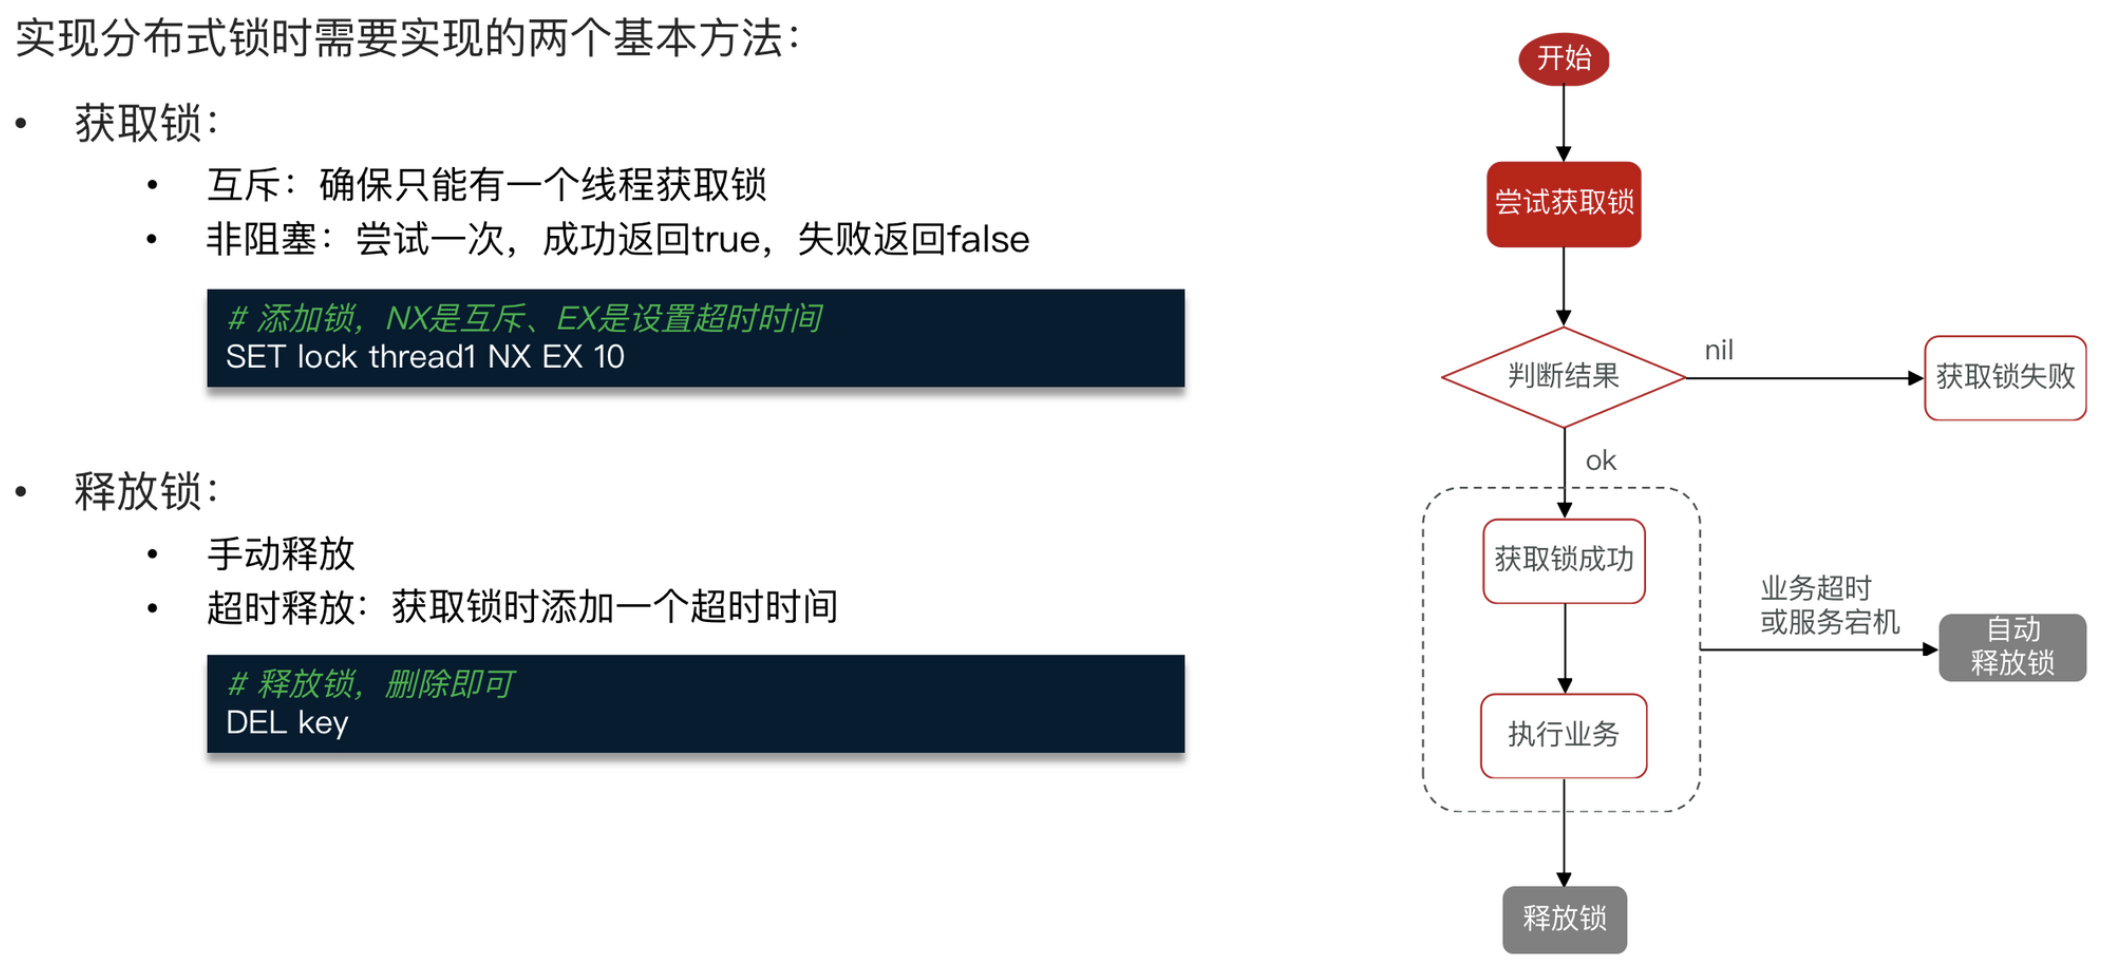 实现分布式锁时需要实现的两个基本方法：
• 获取锁：
• 互斥：确保只能有一个线程获取锁
• 非阻塞：尝试一次，成功返回true，失败返回false
# 添加锁，NX是互斥、EX是设置超时时间
SET lock thread1 NX EX 10
• 释放锁：
• 手动释放
• 超时释放：获取锁时添加一个超时时间
# 释放锁，删除即可
DEL key
开始
尝试获取锁
判断结果
nil
获取锁失败
ok
获取锁成功
执行业务
业务超时
或服务宕机
自动
释放锁
释放锁